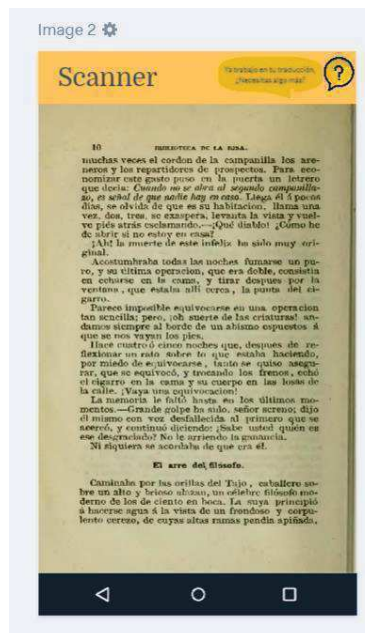 Image 2
Scanner
Ya trabajo en tu traducción,
¿Necesitas algo más?
?
10 BIBLIOTECA DE LA RISA.
muchas veces el cordon de la campanilla los are-
neros y los repartidores de prospectos. Para eco-
nomizar este gasto puso en la puerta un letrero
que decia: Cuando no se abra al segundo campanilla-
zo, es señal de que nadie hay en casa. Llega él á pocos
dias, se olvida de que es su habitacion, llama una
vez, dos, tres, se exaspera, levanta la vista y vuel-
ve piés atrás esclamando.—¡Qué diablo! ¿Cómo he
de abrir si no estoy en casa?
¡Ah! la muerte de este infeliz ha sido muy ori-
ginal.
Acostumbraba todas las noches fumarse un pu-
ro, y su última operacion, que era doble, consistia
en echarse en la cama, y tirar despues por la
ventana, que estaba allí cerca, la punta del ci-
garro.
Parece imposible equivocarse en una operacion
tan sencilla; pero, ¡oh suerte de las criaturas! an-
damos siempre al borde de un abismo espuestos á
que se nos vayan los pies.
Hace cuatro ó cinco noches que, despues de re-
flexionar un rato sobre lo que estaba haciendo,
por miedo de equivocarse, tanto se quiso asegu-
rar, que se equivocó, y trocando los frenos, echó
el cigarro en la cama y su cuerpo en las losas de
la calle. ¡Vaya una equivocacion!
La memoria le faltó hasta en los últimos mo-
mentos.—Grande golpe ha sido, señor sereno; dijo
él mismo con voz desfallecida al primero que se
acercó, y continuó diciendo: ¿Sabe usted quién es
ese desgraciado? No le arriendo la ganancia.
Ni siquiera se acordaba de que era él.
El arre del filósofo.
Caminaba por las orillas del Tajo, caballero so-
bre un alto y brioso alazan, un célebre filósofo mo-
derno de los de ciento en boca. La suya principió
á hacerse agua á la vista de un frondoso y corpu-
lento cerezo, de cuyas altas ramas pendia apiñada,